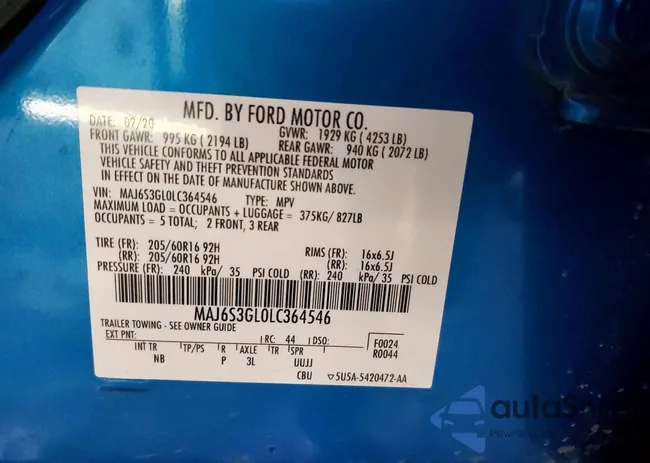 MFD. BY FORD MOTOR CO.
DATE: 02/20 GVWR: 1929 KG ( 4253 LB)
FRONT GAWR: 995 KG ( 2194 LB) REAR GAWR: 940 KG ( 2072 LB)
THIS VEHICLE CONFORMS TO ALL APPLICABLE FEDERAL MOTOR
VEHICLE SAFETY AND THEFT PREVENTION STANDARDS
IN EFFECT ON THE DATE OF MANUFACTURE SHOWN ABOVE.
VIN: MAJ6S3GL0LC364546 TYPE: MPV
MAXIMUM LOAD = OCCUPANTS + LUGGAGE = 375KG/ 827LB
OCCUPANTS = 5 TOTAL; 2 FRONT, 3 REAR
TIRE (FR): 205/60R16 92H RIMS (FR): 16x6.5J
(RR): 205/60R16 92H (RR): 16x6.5J
PRESSURE (FR): 240 kPa/ 35 PSI COLD (RR): 240 kPa/ 35 PSI COLD
MAJ6S3GL0LC364546
TRAILER TOWING - SEE OWNER GUIDE
EXT PNT: RC: 44 DSO: F0024
R0044
INT TR TP/PS R AXLE TR SPR
NB P 3L UUJJ
CBU 5U5A-5420472-AA